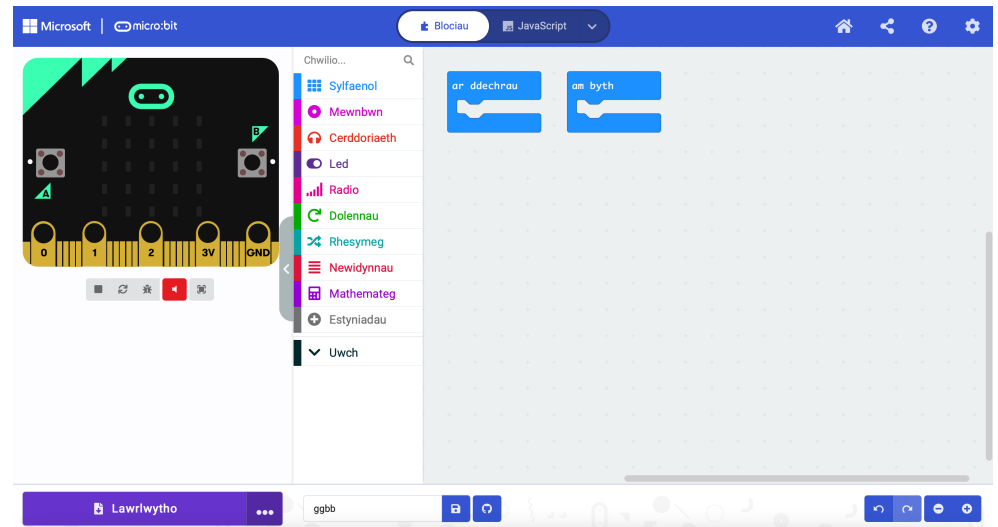 Microsoft micro:bit Blociau JavaScript
Chwilio...
Sylfaenol
Mewnbwn
Cerddoriaeth
Led
Radio
Dolennau
Rhesymeg
Newidynnau
Mathemateg
Estyniadau
Uwch
ar ddechrau
am byth
B
A
0 1 2 3V GND
Lawrlwytho
ggbb